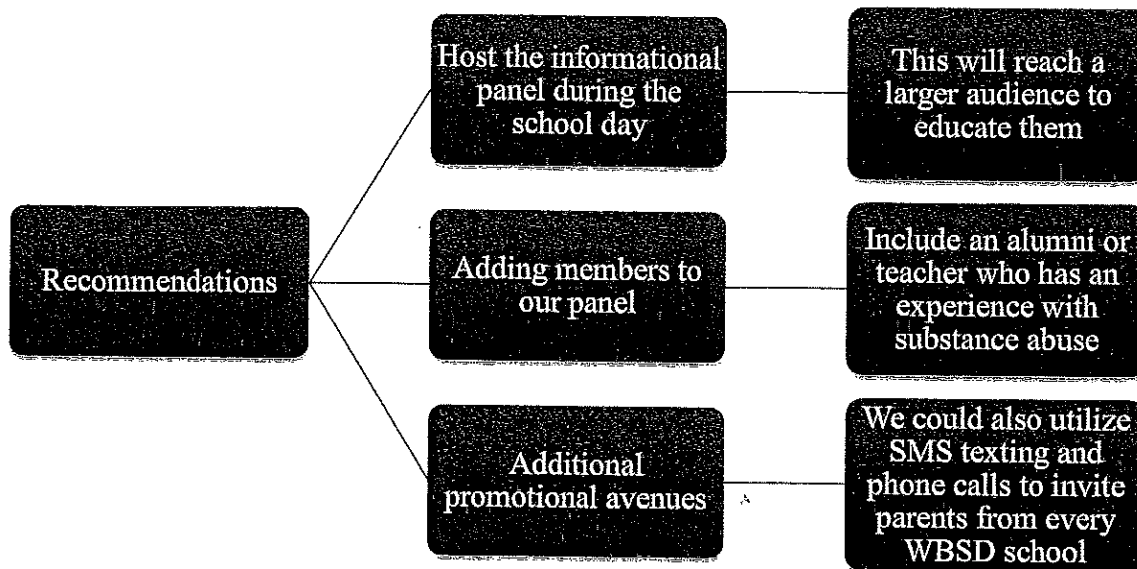 Recommendations
Host the informational
panel during the
school day
This will reach a
larger audience to
educate them
Adding members to
our panel
Include an alumni or
teacher who has an
experience with
substance abuse
Additional
promotional avenues
We could also utilize
SMS texting and
phone calls to invite
parents from every
WBSD school